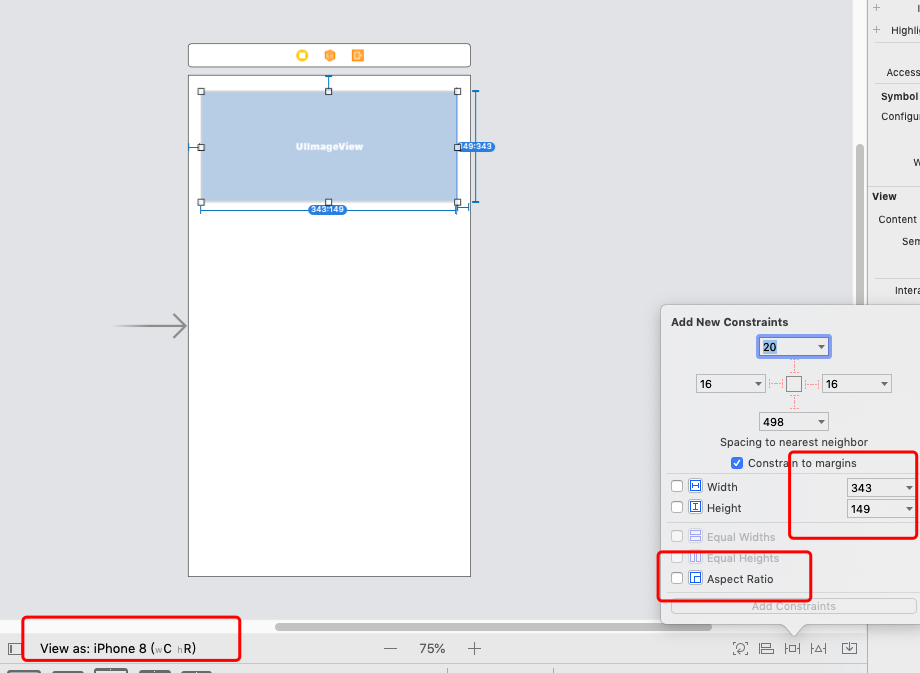 Highli
Access
Symbol
Configu
W
UIImageView
149:343
View
343:149
Content
Sem
Intera
Add New Constraints
20
16
16
498
Spacing to nearest neighbor
Constrain to margins
Width
343
Height
149
Equal Widths
Equal Heights
Aspect Ratio
Add Constraints
View as: iPhone 8 (wC hR)
75%